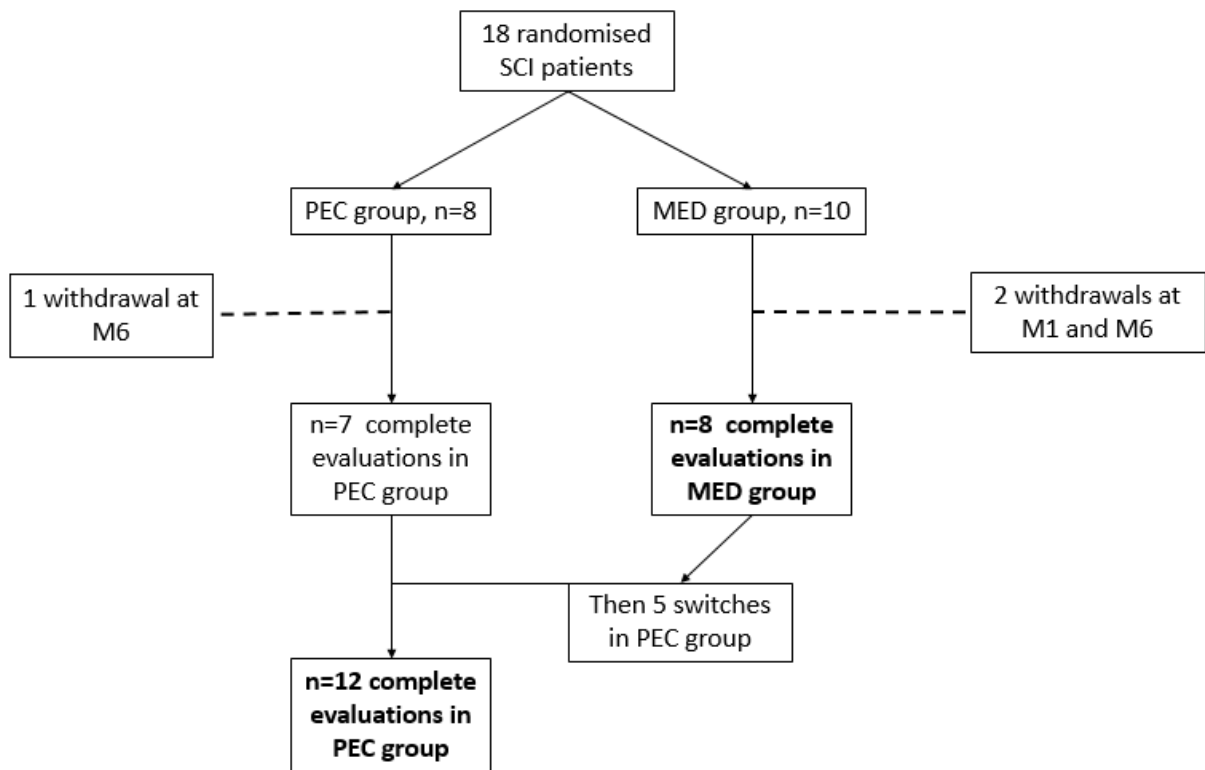 18 randomised
SCI patients
PEC group, n=8
MED group, n=10
1 withdrawal at
M6
2 withdrawals at
M1 and M6
n=7 complete
evaluations in
PEC group
n=8 complete
evaluations in
MED group
Then 5 switches
in PEC group
n=12 complete
evaluations in
PEC group